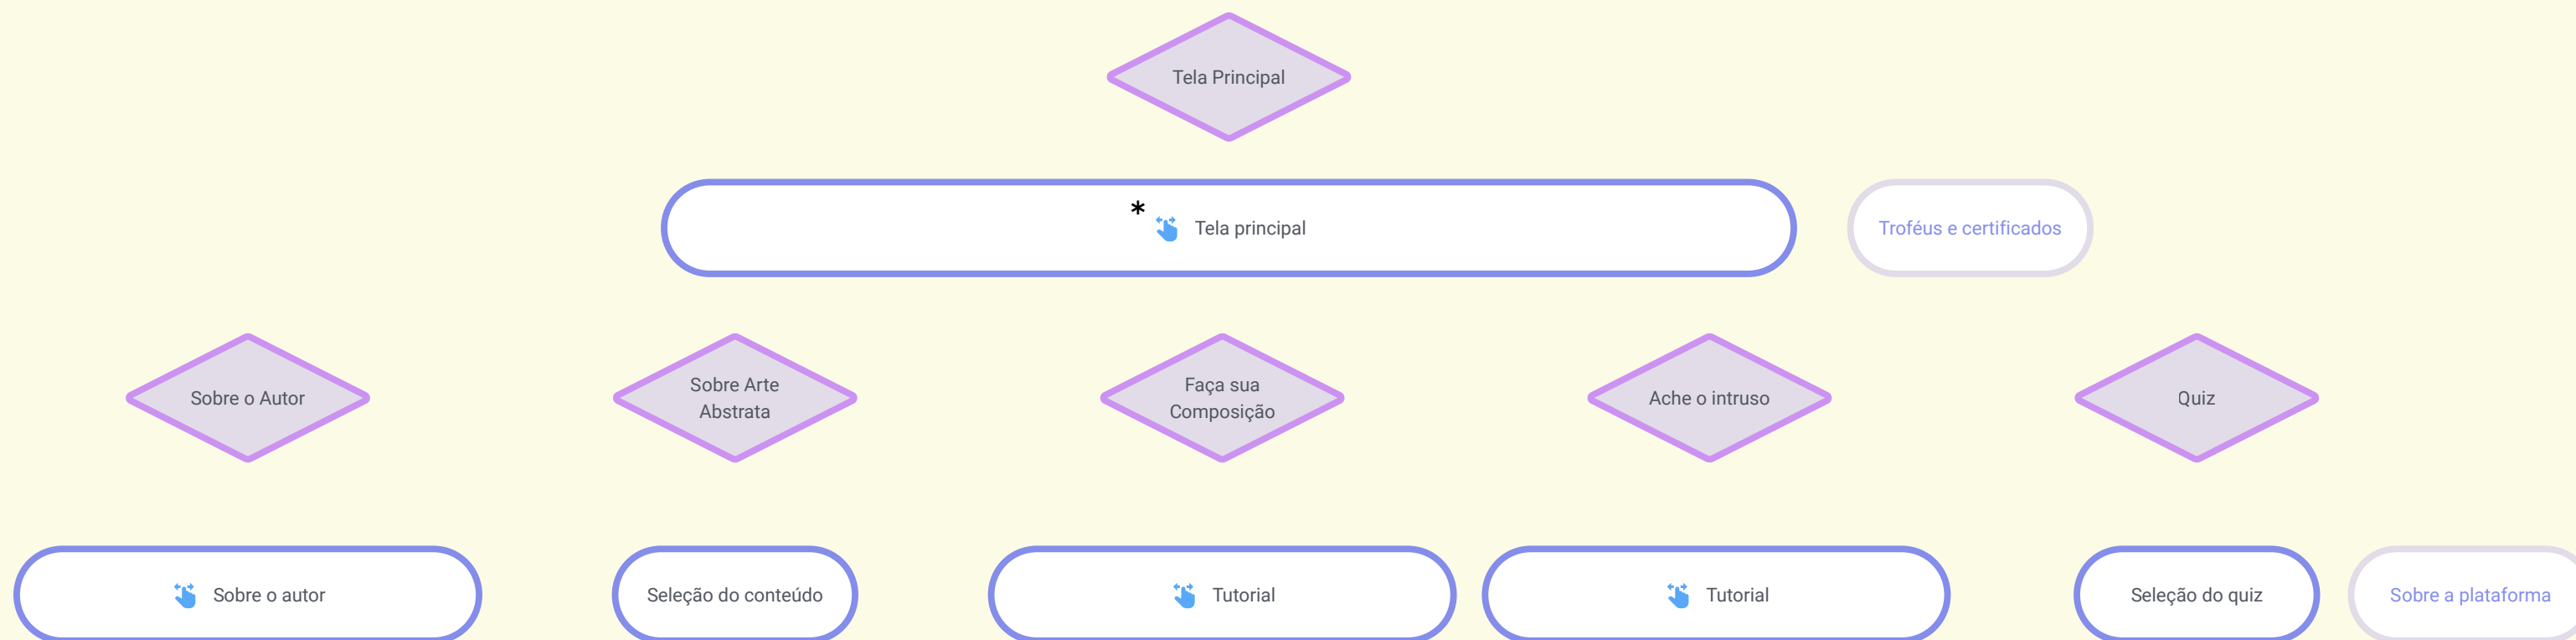 Tela Principal
*
Tela principal
Troféus e certificados
Sobre o Autor
Sobre Arte
Abstrata
Faça sua
Composição
Ache o intruso
Quiz
Sobre o autor
Seleção do conteúdo
Tutorial
Tutorial
Seleção do quiz
Sobre a plataforma